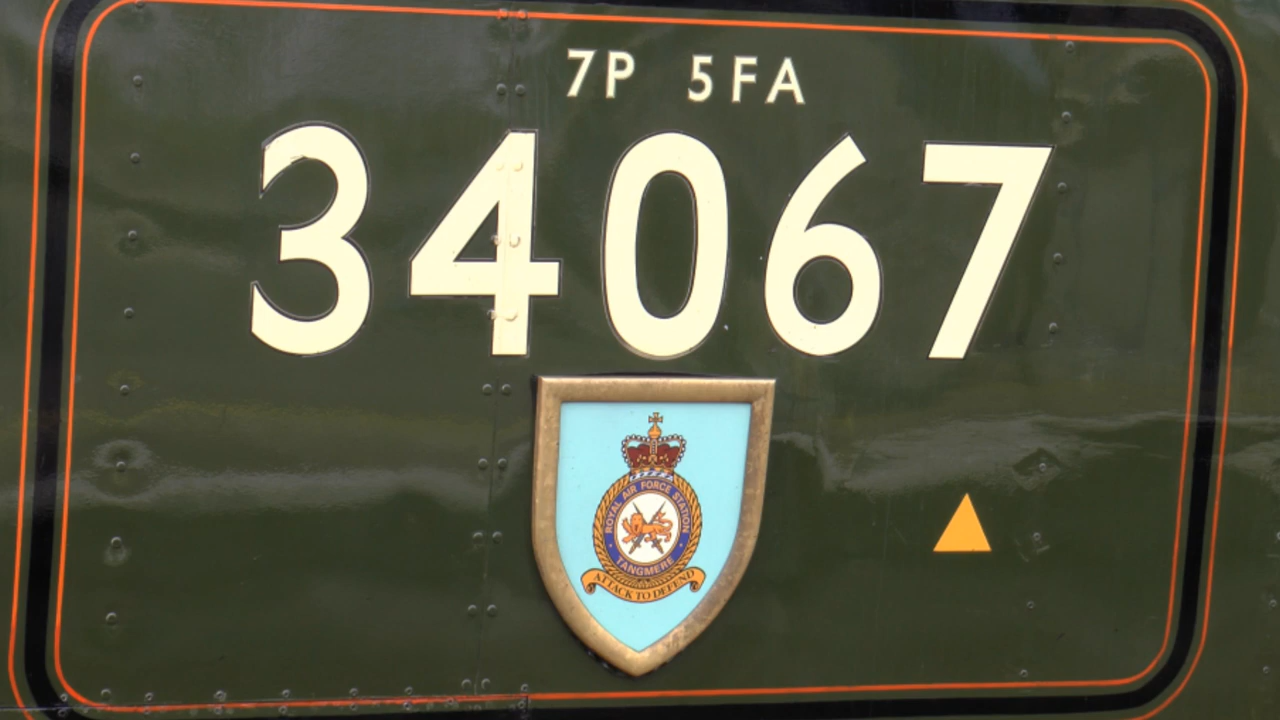 7P 5FA
34067
ROYAL AIR FORCE STATION
TANGMERE
ATTACK TO DEFEND